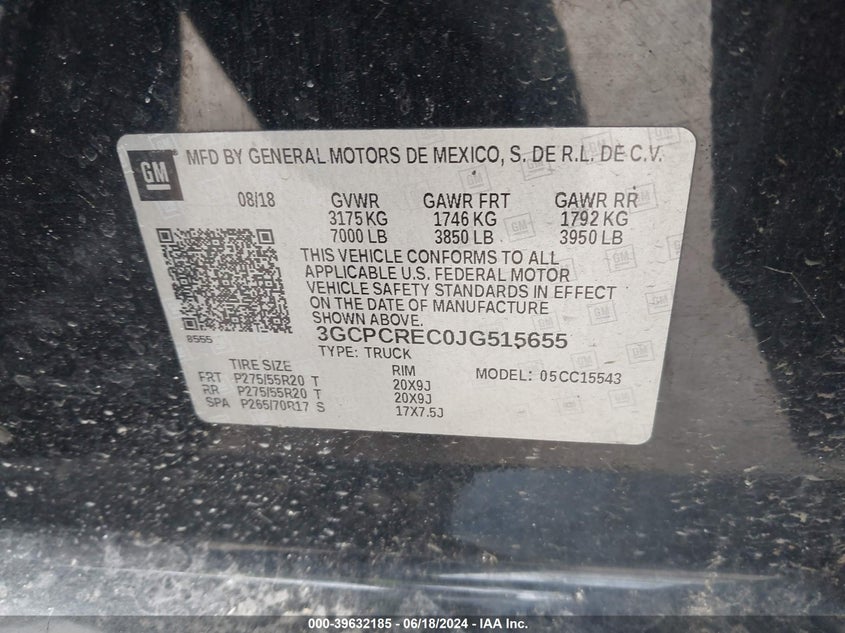 GM
MFD BY GENERAL MOTORS DE MEXICO, S. DE R.L. DE C.V.
08/18 GVWR GAWR FRT GAWR RR
3175 KG 1746 KG 1792 KG
7000 LB 3850 LB 3950 LB
THIS VEHICLE CONFORMS TO ALL
APPLICABLE U.S. FEDERAL MOTOR
VEHICLE SAFETY STANDARDS IN EFFECT
ON THE DATE OF MANUFACTURE
SHOWN ABOVE.
8555
3GCPCREC0JG515655
TYPE: TRUCK
TIRE SIZE RIM MODEL: 05CC15543
FRT P275/55R20 T 20X9J
RR P275/55R20 T 20X9J
SPA P265/70R17 S 17X7.5J
000-39632185 - 06/18/2024 - IAAI.com